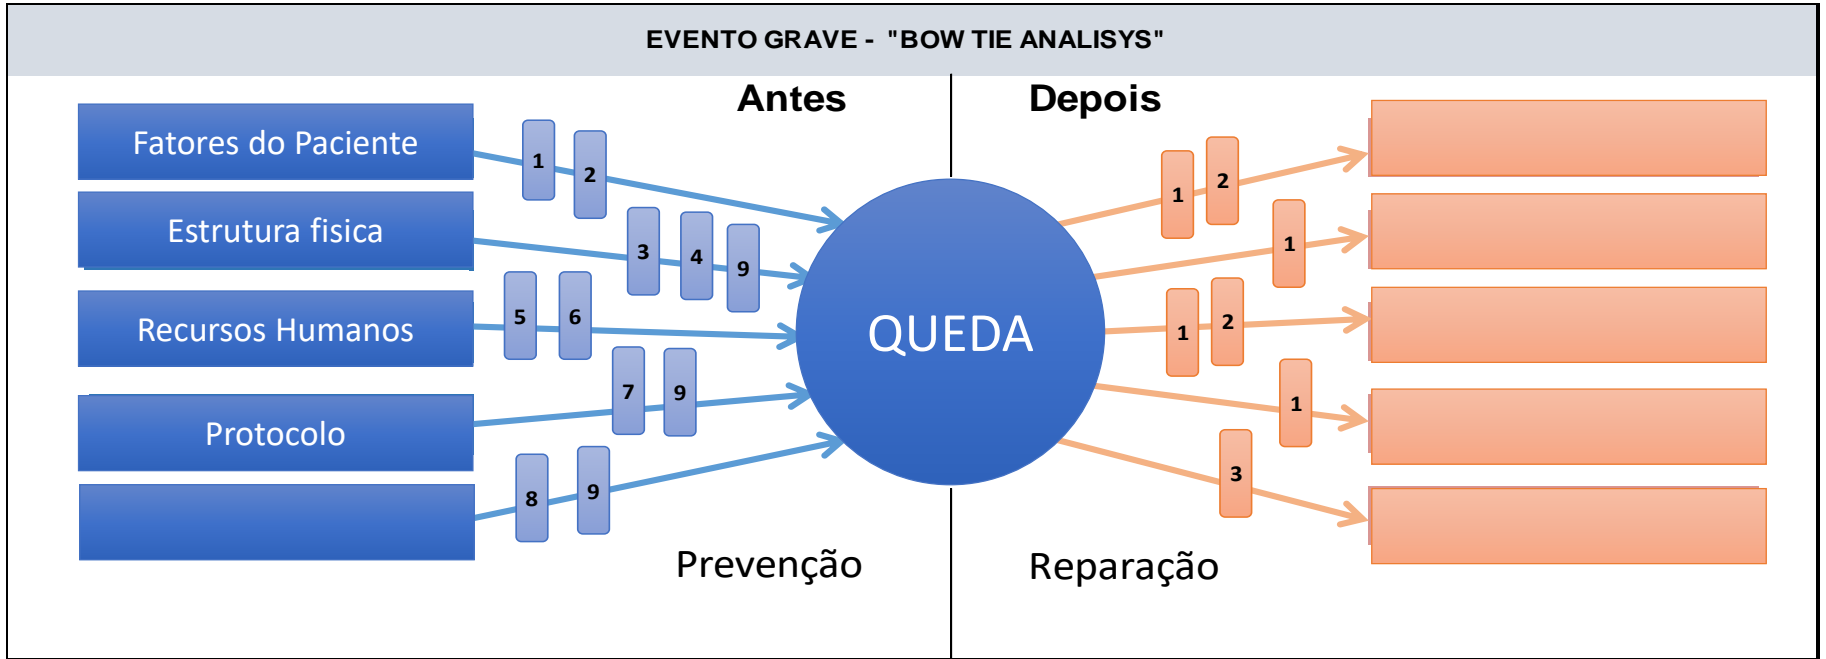 EVENTO GRAVE - "BOW TIE ANALISYS"
Antes
Depois
Fatores do Paciente
1
2
Estrutura fisica
3
4
9
Recursos Humanos
5
6
Protocolo
7
9
8
9
QUEDA
1
2
1
1
2
1
3
Prevenção
Reparação